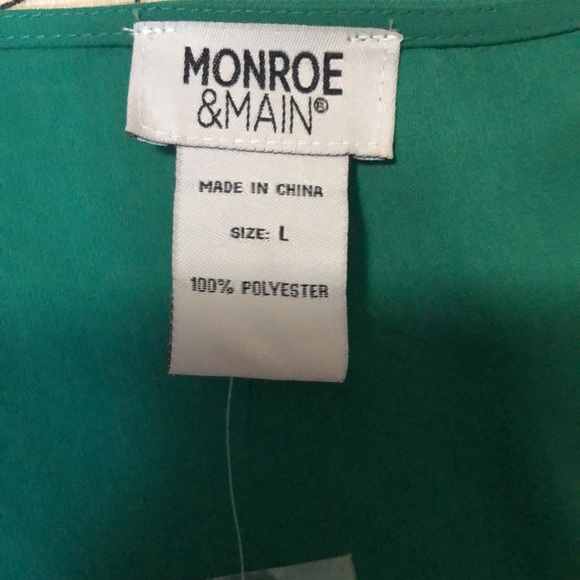 MONROE
&MAIN®
MADE IN CHINA
SIZE: L
100% POLYESTER